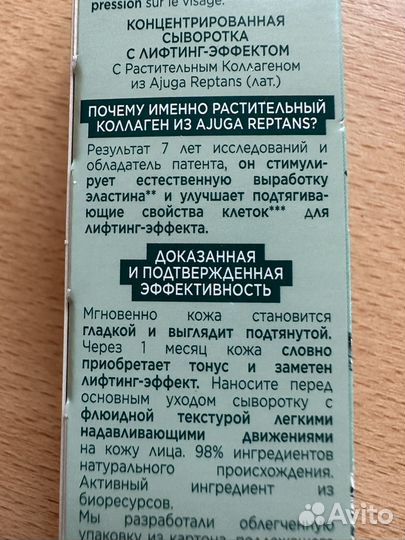 pression sur le visage.
КОНЦЕНТРИРОВАННАЯ
СЫВОРОТКА
С ЛИФТИНГ-ЭФФЕКТОМ
С Растительным Коллагеном
из Ajuga Reptans (лат.)
ПОЧЕМУ ИМЕННО РАСТИТЕЛЬНЫЙ
КОЛЛАГЕН ИЗ AJUGA REPTANS?
Результат 7 лет исследований и
обладатель патента, он стимули-
рует естественную выработку
эластина** и улучшает подтягива-
ющие свойства клеток*** для
лифтинг-эффекта.
ДОКАЗАННАЯ
И ПОДТВЕРЖДЕННАЯ
ЭФФЕКТИВНОСТЬ
Мгновенно кожа становится
гладкой и выглядит подтянутой.
Через 1 месяц кожа словно
приобретает тонус и заметен
лифтинг-эффект. Наносите перед
основным уходом сыворотку с
флюидной текстурой легкими
надавливающими движениями
на кожу лица. 98% ингредиентов
натурального происхождения.
Активный ингредиент из
биоресурсов.
Мы разработали облегченную
упаковку из картона, подлежащего
Avito